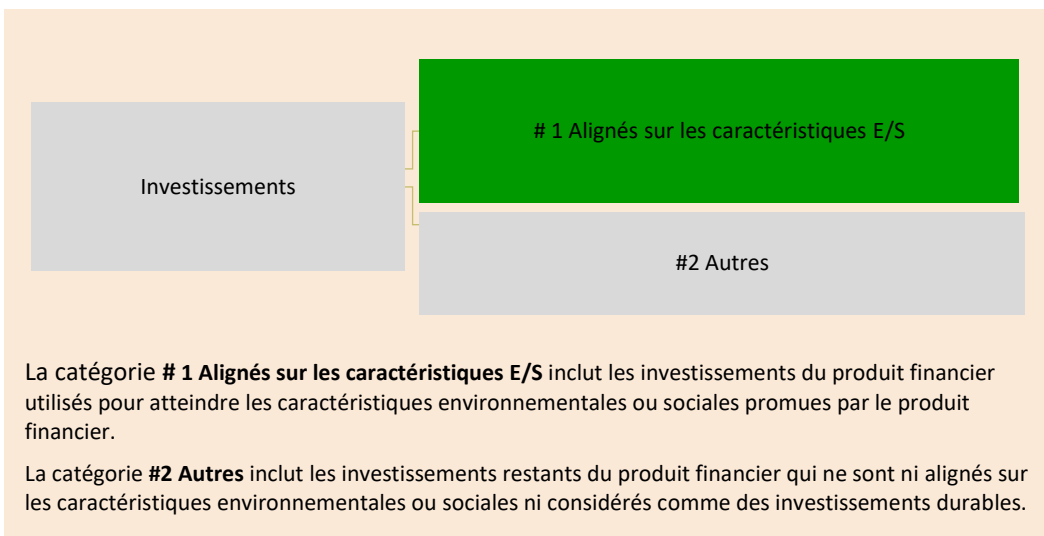 # 1 Alignés sur les caractéristiques E/S
Investissements
#2 Autres
La catégorie # 1 Alignés sur les caractéristiques E/S inclut les investissements du produit financier
utilisés pour atteindre les caractéristiques environnementales ou sociales promues par le produit
financier.
La catégorie #2 Autres inclut les investissements restants du produit financier qui ne sont ni alignés sur
les caractéristiques environnementales ou sociales ni considérés comme des investissements durables.